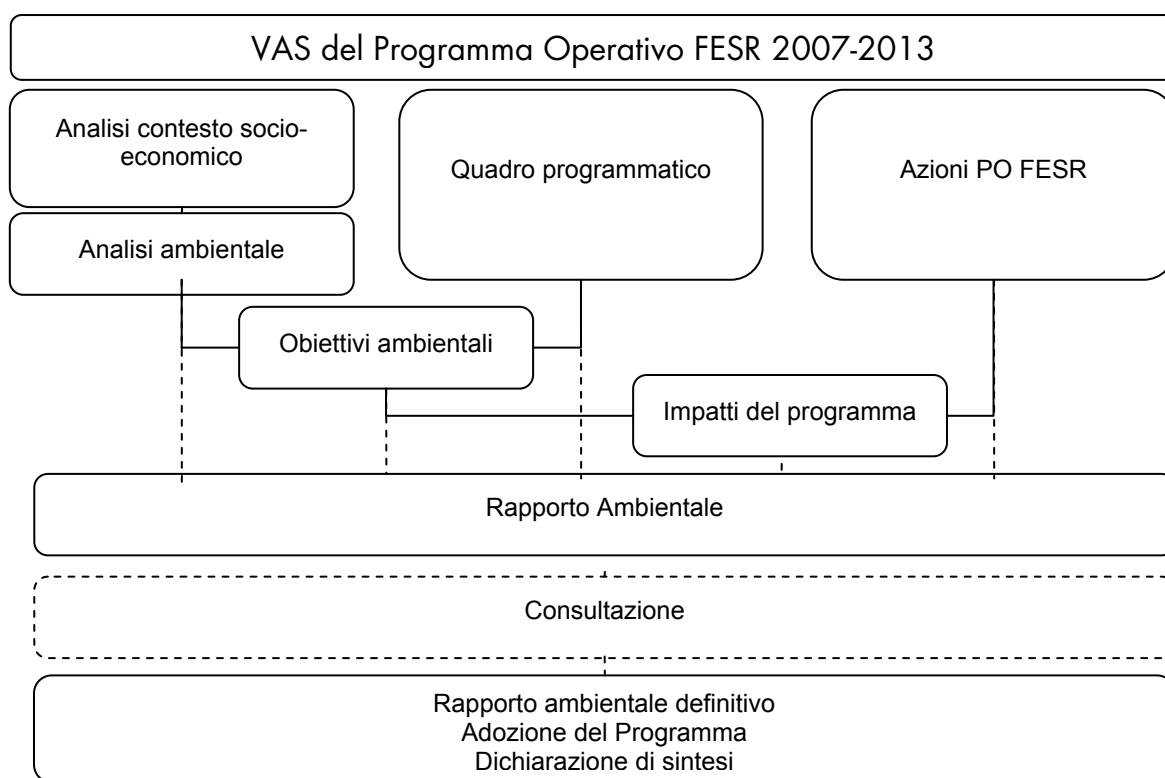 VAS del Programma Operativo FESR 2007-2013
Analisi contesto socio-
economico
Quadro programmatico
Azioni PO FESR
Analisi ambientale
Obiettivi ambientali
Impatti del programma
Rapporto Ambientale
Consultazione
Rapporto ambientale definitivo
Adozione del Programma
Dichiarazione di sintesi